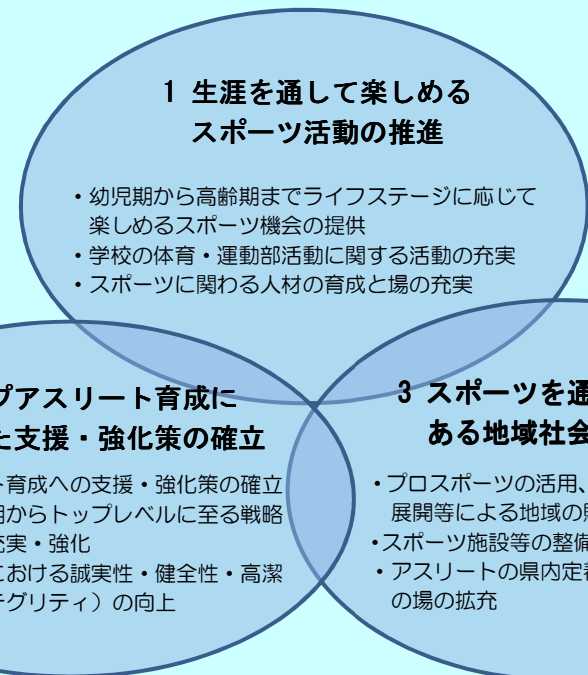 1 生涯を通して楽しめる
スポーツ活動の推進
・幼児期から高齢期までライフステージに応じて
楽しめるスポーツ機会の提供
・学校の体育・運動部活動に関する活動の充実
・スポーツに関わる人材の育成と場の充実
プアスリート育成に
た支援・強化策の確立
ト育成への支援・強化策の確立
期からトップレベルに至る戦略
充実・強化
における誠実性・健全性・高潔
テグリティ）の向上
3 スポーツを通
ある地域社会
・プロスポーツの活用、
展開等による地域の
・スポーツ施設等の整備
・アスリートの県内定着
の場の拡充